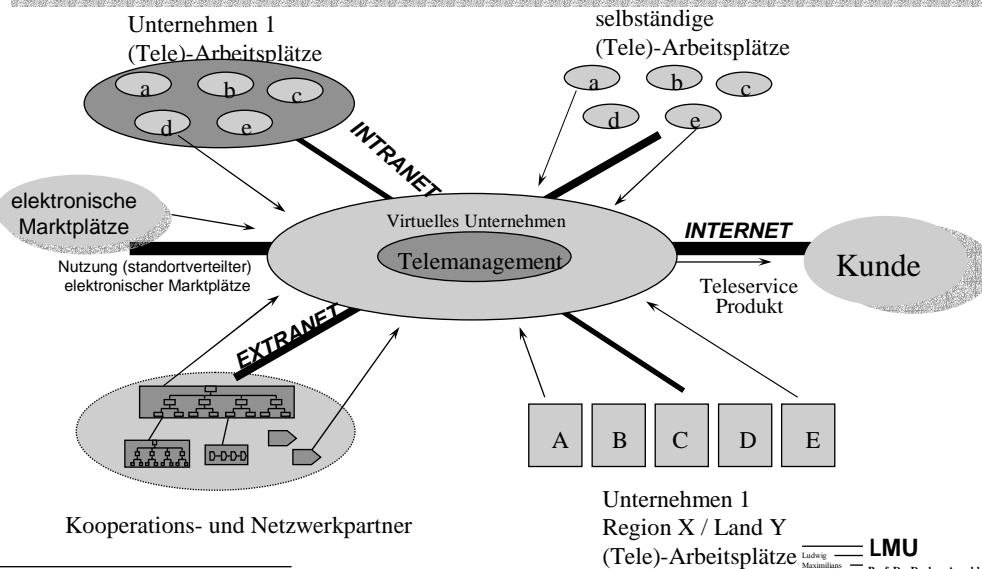 Unternehmen 1
(Tele)-Arbeitsplätze
a
b
c
d
e
selbständige
(Tele)-Arbeitsplätze
a
b
c
d
e
INTRANET
elektronische
Marktplätze
Nutzung (standortverteilter)
elektronischer Marktplätze
Virtuelles Unternehmen
Telemanagement
INTERNET
Teleservice
Produkt
Kunde
EXTRANET
D-D-D-D
Kooperations- und Netzwerkpartner
A
B
C
D
E
Unternehmen 1
Region X / Land Y
(Tele)-Arbeitsplätze
Ludwig
Maximilians
LMU